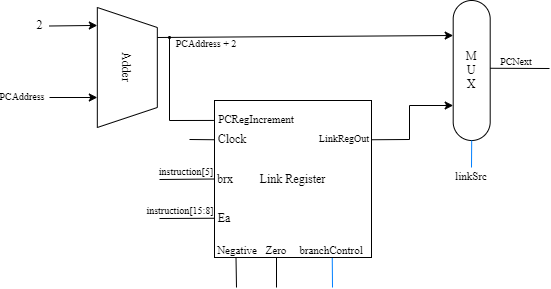 2
Adder
PCAddress + 2
MUX
PCNext
PCAddress
PCRegIncrement
Clock
LinkRegOut
instruction[5]
brx
Link Register
linkSrc
instruction[15:8]
Ea
Negative Zero branchControl